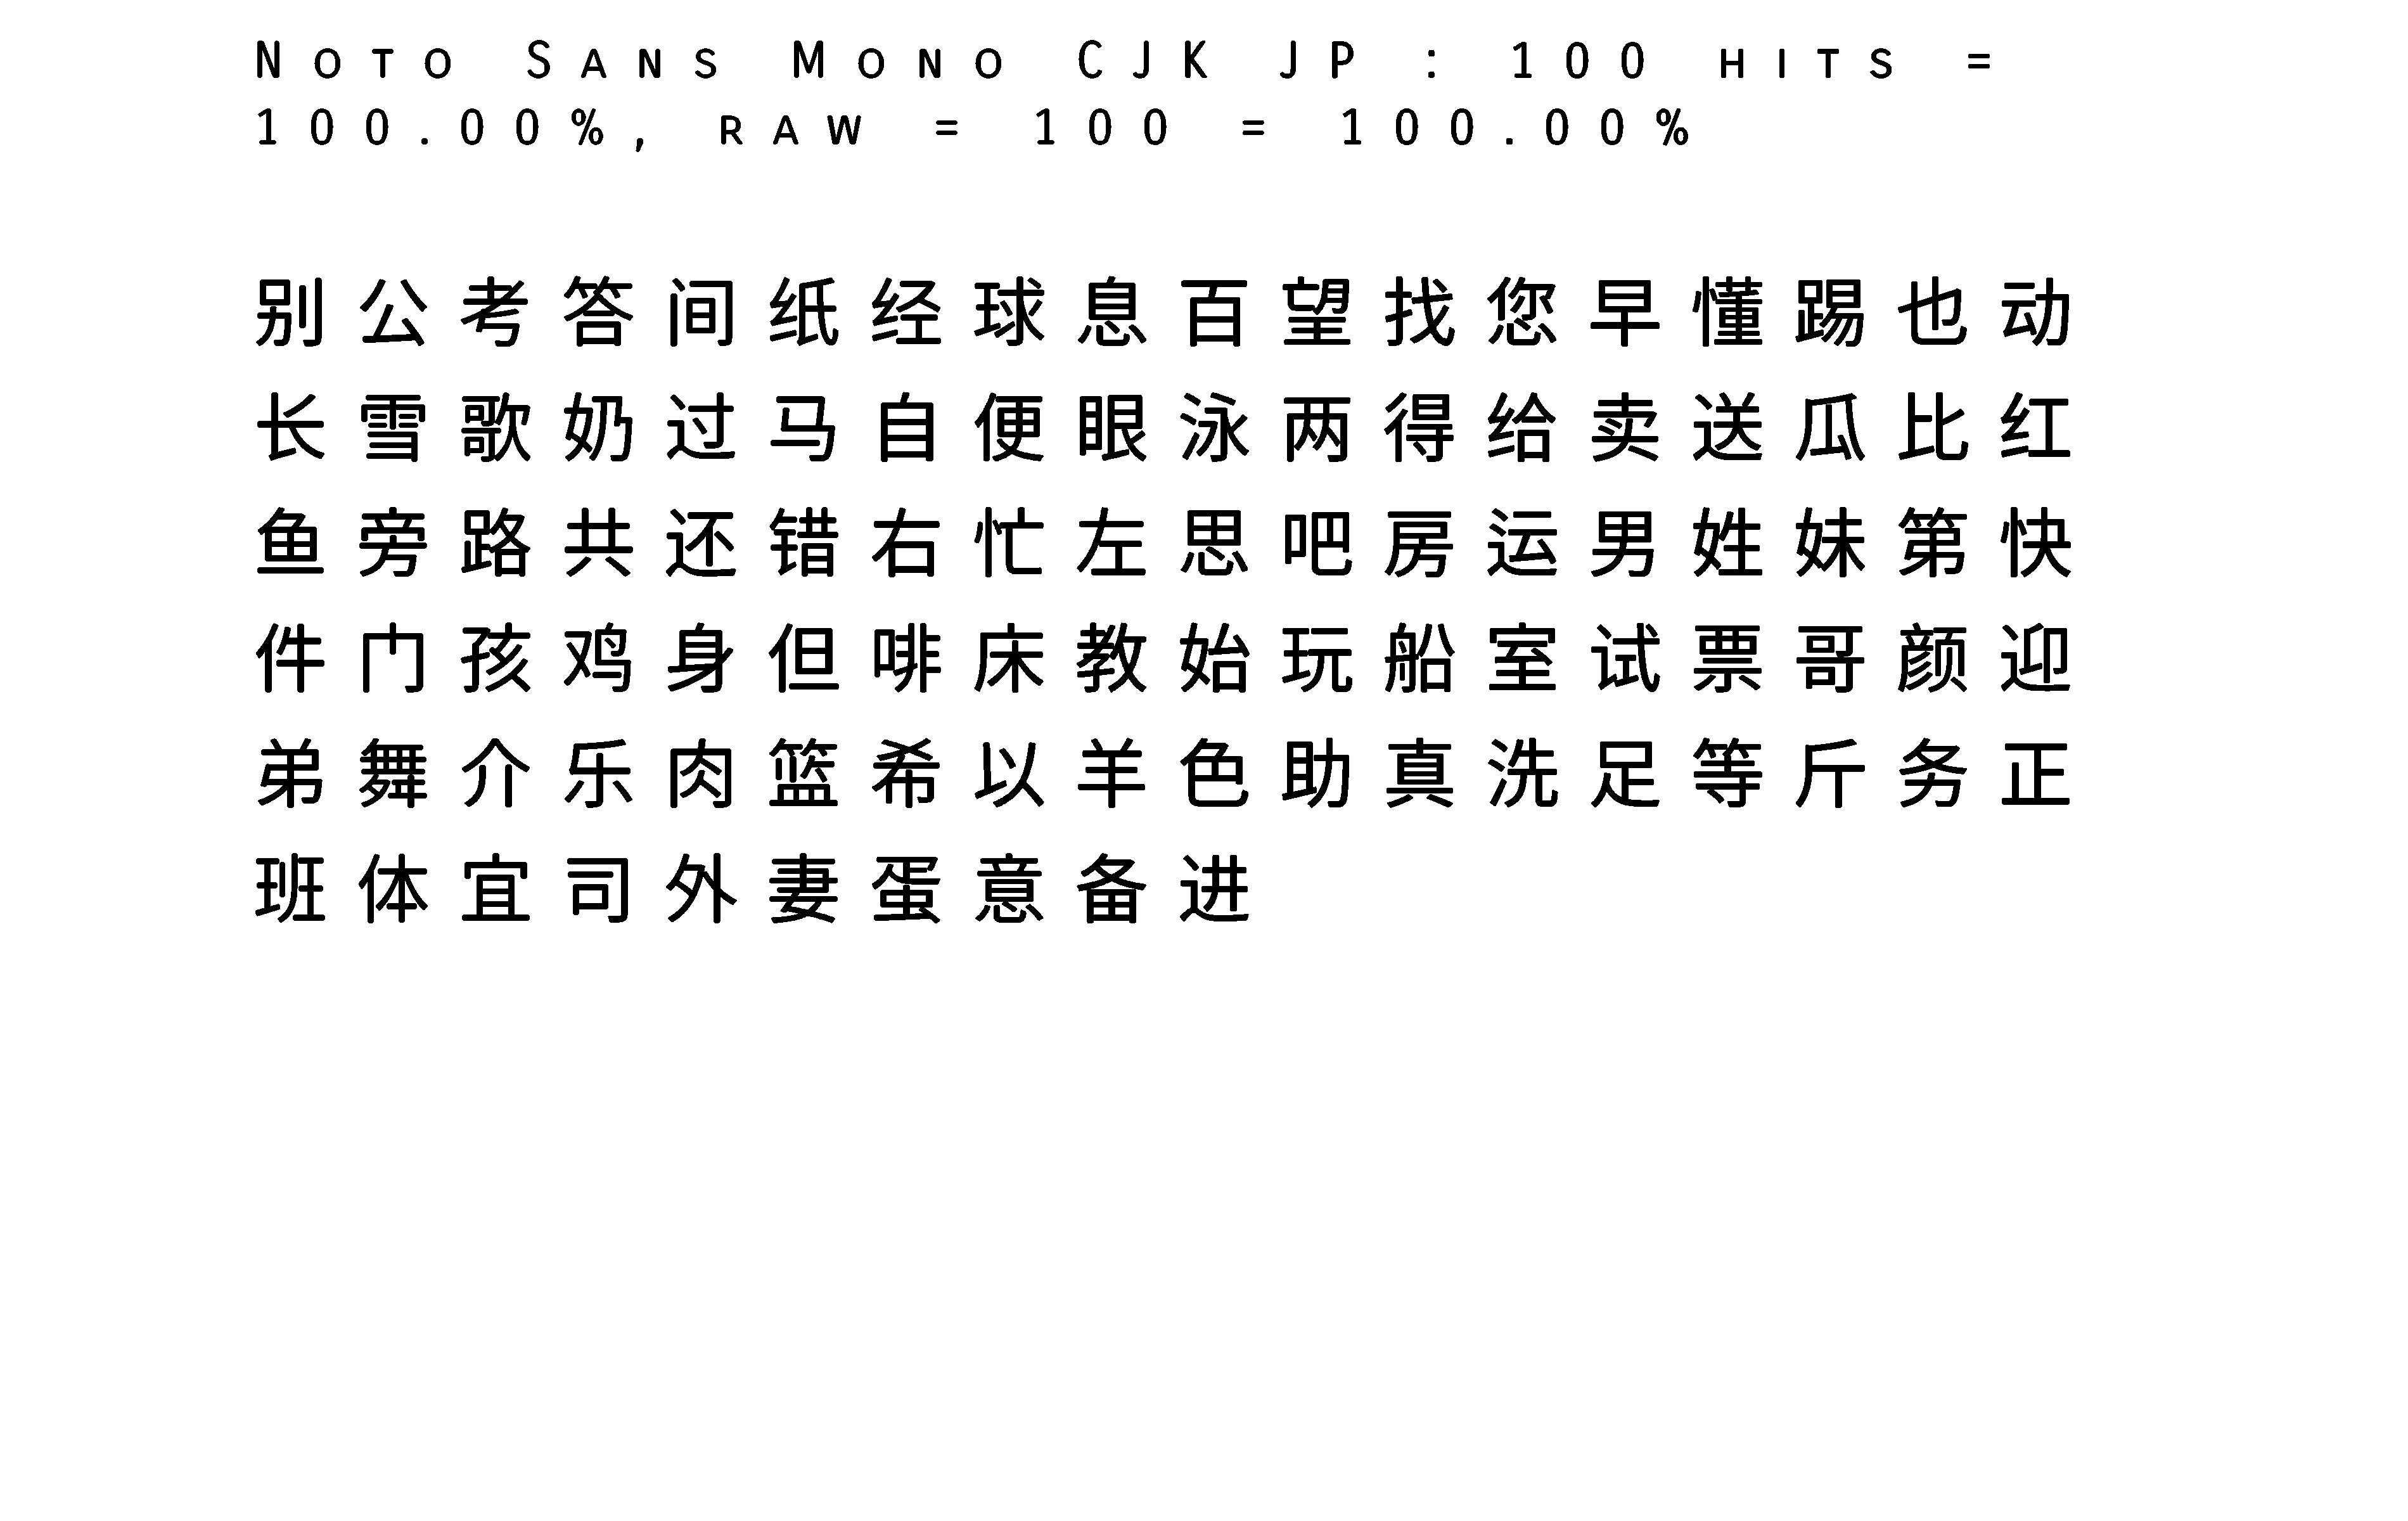 Noto Sans Mono CJK JP : 100 hits =
100.00%, raw = 100 = 100.00%
别公考答间纸经球息百望找您早懂踢也动
长雪歌奶过马自便眼泳两得给卖送瓜比红
鱼旁路共还错右忙左思吧房运男姓妹第快
件门孩鸡身但啡床教始玩船室试票哥颜迎
弟舞介乐肉篮希以羊色助真洗足等斤务正
班体宜司外妻蛋意备进